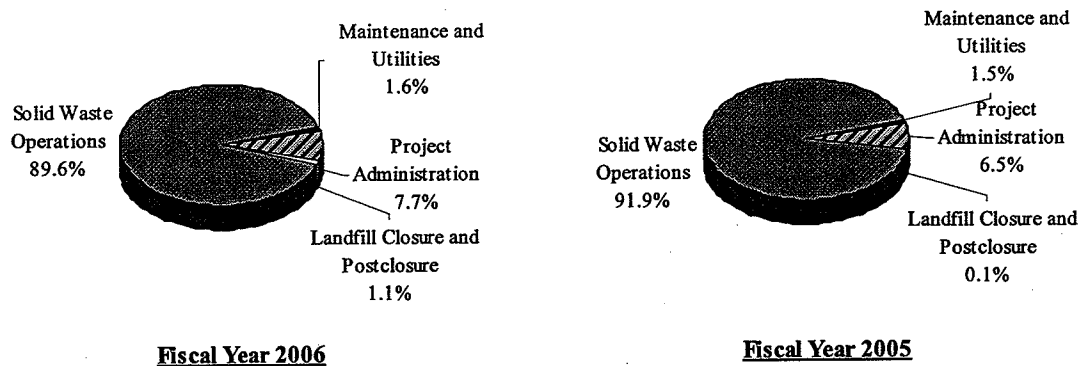 Maintenance and
Utilities
1.6%
Solid Waste
Operations
89.6%
Project
Administration
7.7%
Landfill Closure and
Postclosure
1.1%
Fiscal Year 2006
Maintenance and
Utilities
1.5%
Project
Administration
6.5%
Solid Waste
Operations
91.9%
Landfill Closure and
Postclosure
0.1%
Fiscal Year 2005